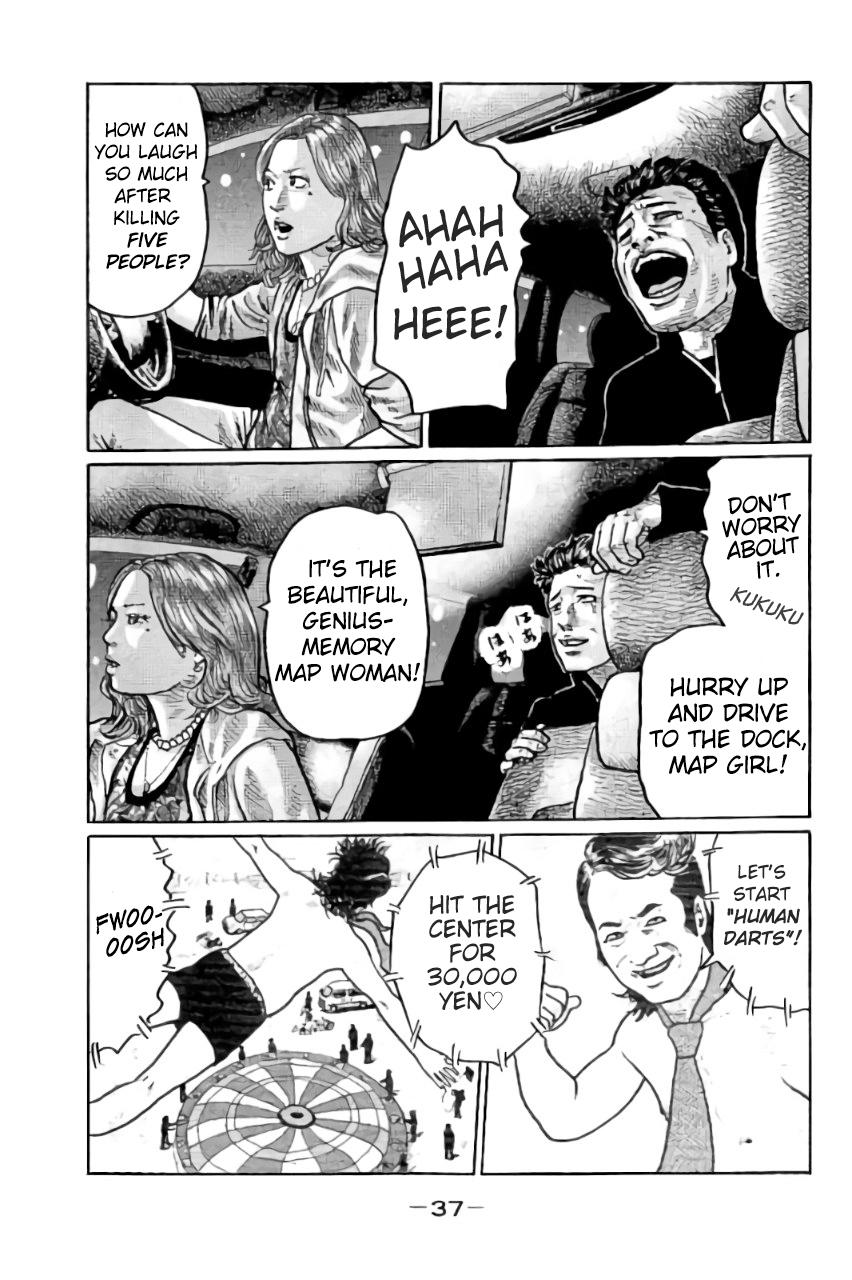 AHAH
HAHA
HEEE!
HOW CAN
YOU LAUGH
SO MUCH
AFTER
KILLING
FIVE
PEOPLE?
DON'T
WORRY
ABOUT
IT.
KUKUKU
HURRY UP
AND DRIVE
TO THE DOCK,
MAP GIRL!
IT'S THE
BEAUTIFUL,
GENIUS-
MEMORY
MAP WOMAN!
LET'S
START
"HUMAN
DARTS"!
HIT THE
CENTER
FOR
30,000
YEN♡
FWOO-
OOSH
-37-